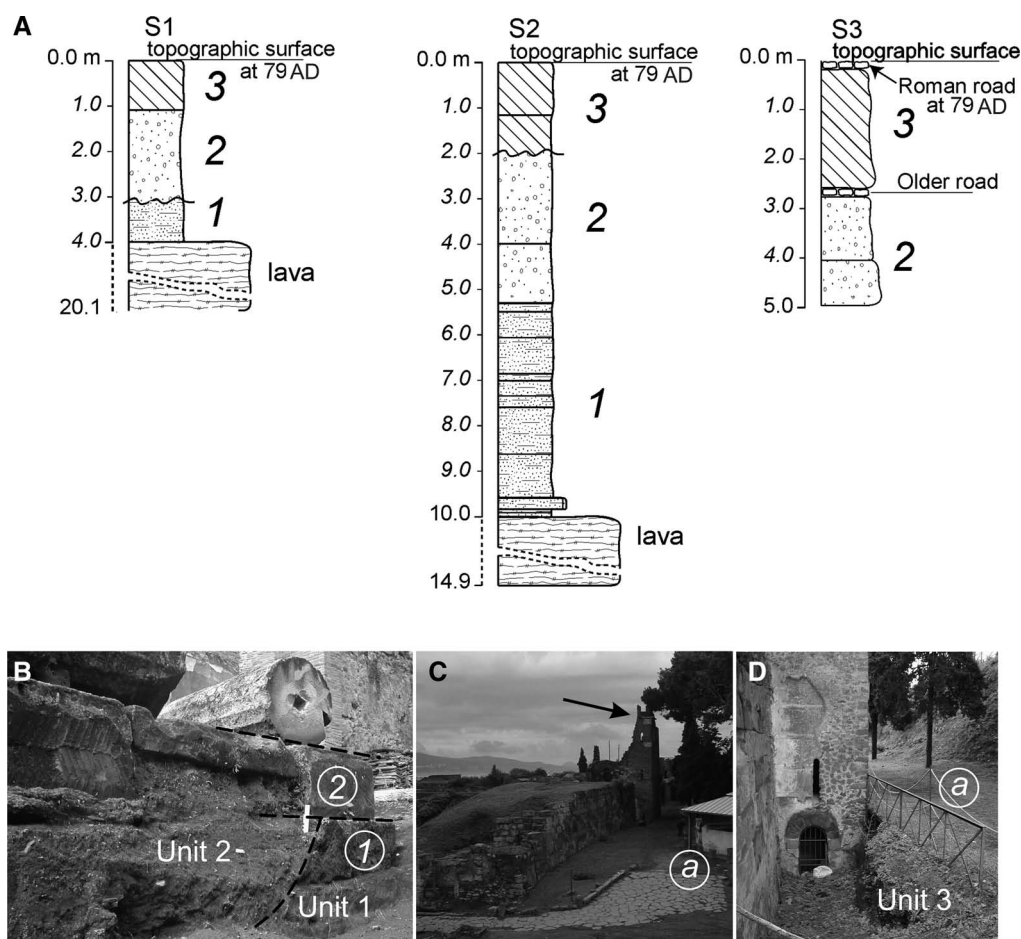 A
S1
topographic surface
at 79 AD
0.0 m
1.0
2.0
3.0
4.0
20.1
3
2
1
lava
S2
topographic surface
at 79 AD
0.0 m
1.0
2.0
3.0
4.0
5.0
6.0
7.0
8.0
9.0
10.0
14.9
3
2
1
lava
S3
topographic surface
Roman road
at 79 AD
0.0 m
1.0
2.0
3.0
4.0
5.0
3
Older road
2
B
2
1
Unit 2
Unit 1
C
a
D
a
Unit 3